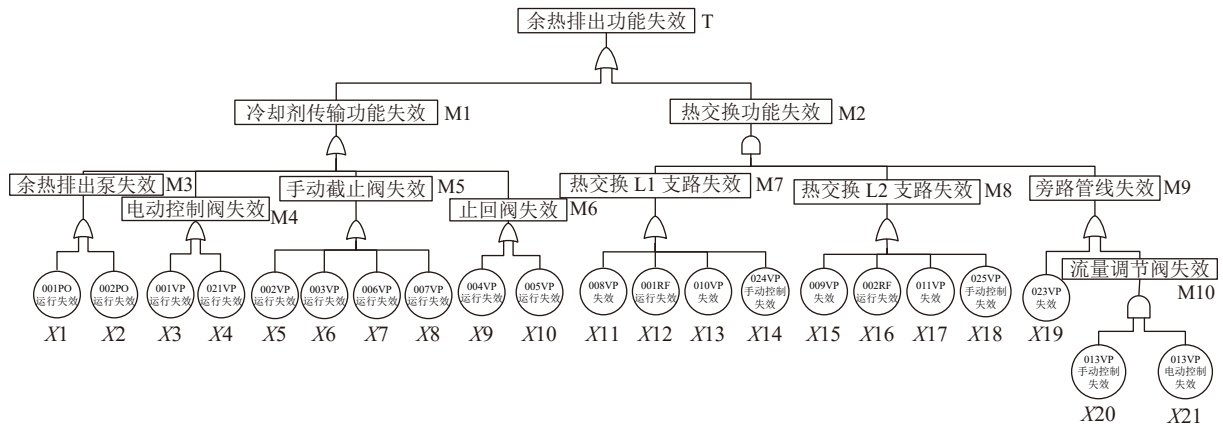 余热排出功能失效 T
冷却剂传输功能失效 M1
热交换功能失效 M2
余热排出泵失效 M3
电动控制阀失效 M4
手动截止阀失效 M5
止回阀失效 M6
热交换 L1 支路失效 M7
热交换 L2 支路失效 M8
旁路管线失效 M9
流量调节阀失效
M10
001PO
运行失效
002PO
运行失效
001VP
运行失效
021VP
运行失效
002VP
运行失效
003VP
运行失效
006VP
运行失效
007VP
运行失效
004VP
运行失效
005VP
运行失效
008VP
失效
001RF
运行失效
010VP
失效
024VP
手动控制
失效
009VP
失效
002RF
运行失效
011VP
失效
025VP
手动控制
失效
023VP
失效
X1 X2 X3 X4 X5 X6 X7 X8 X9 X10 X11 X12 X13 X14 X15 X16 X17 X18 X19
013VP
手动控制
失效
013VP
电动控制
失效
X20 X21